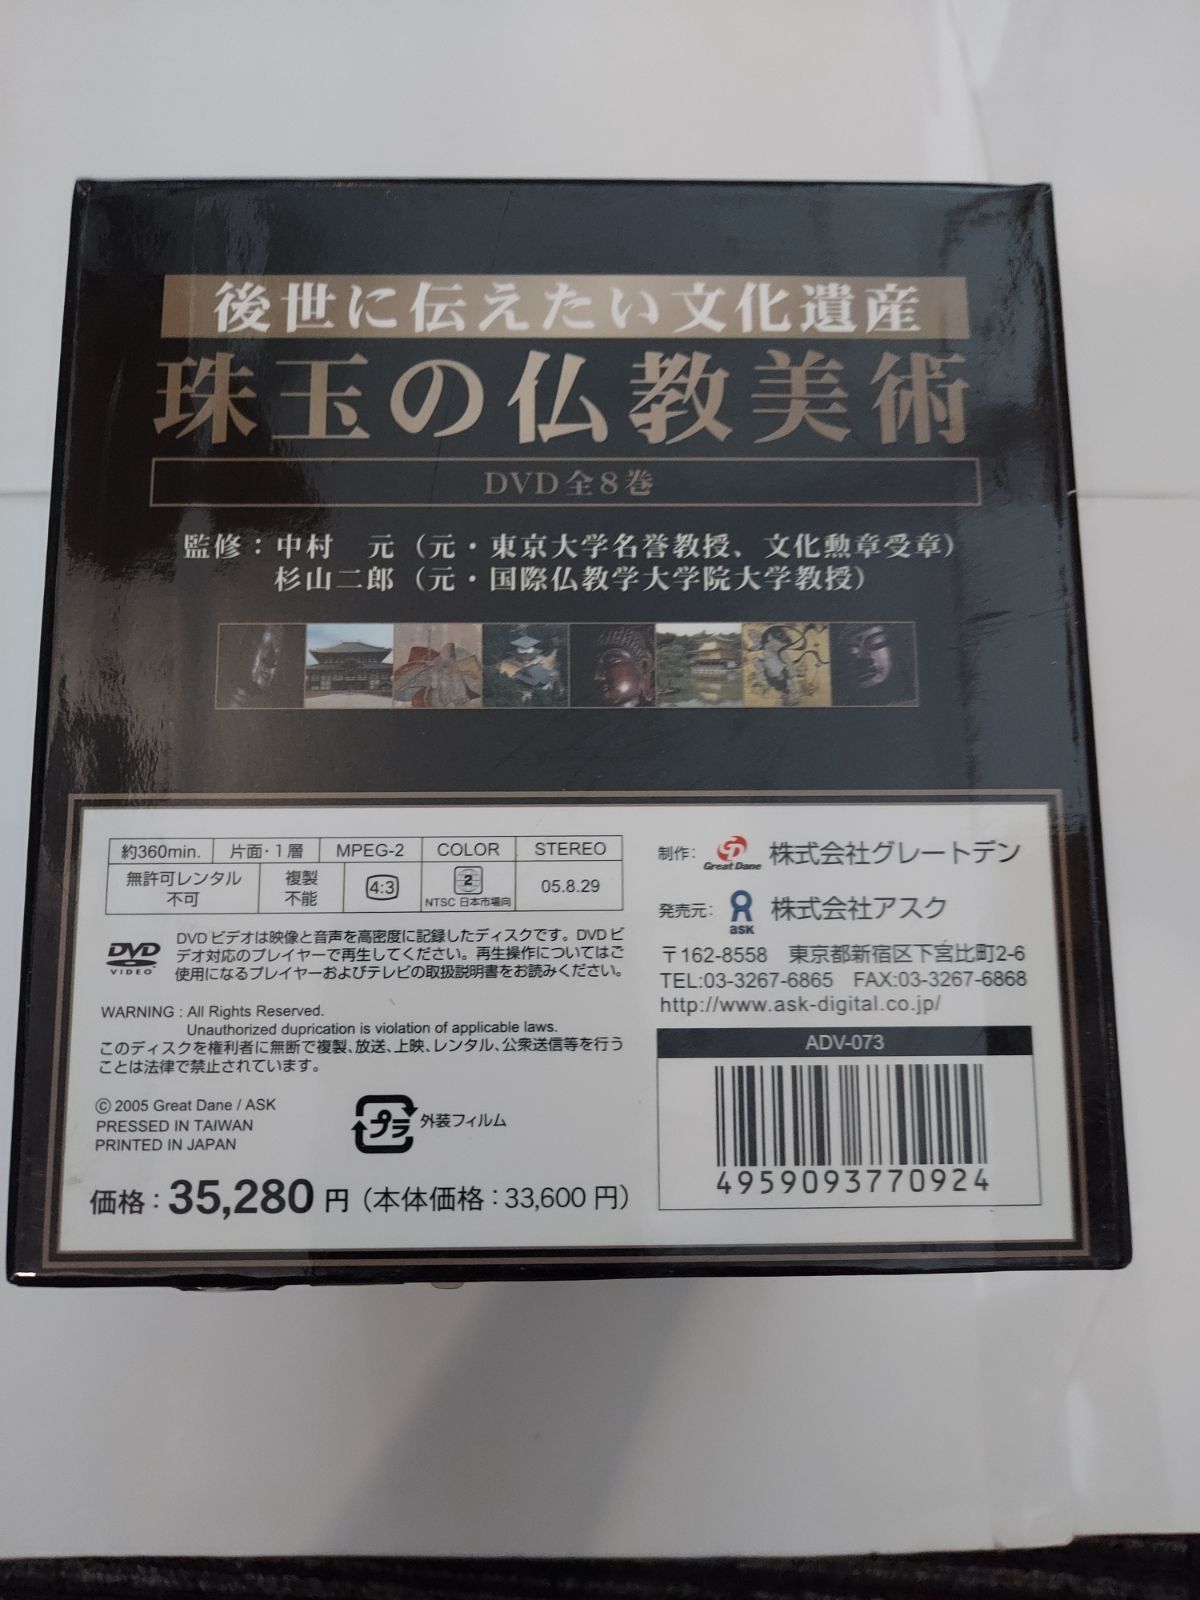 後世に伝えたい文化遺産
珠玉の仏教美術
DVD全8巻
監修：中村　元（元・東京大学名誉教授、文化勲章受章）
杉山二郎（元・国際仏教学大学院大学教授）
約360min. 片面・1層 MPEG-2 COLOR STEREO
無許可レンタル不可 複製不能 4:3 2 NTSC 日本市場向 05.8.29
DVD VIDEO
DVDビデオは映像と音声を高密度に記録したディスクです。DVDビ
デオ対応のプレイヤーで再生してください。再生操作についてはご
使用になるプレイヤーおよびテレビの取扱説明書をお読みください。
WARNING : All Rights Reserved.
Unauthorized duprication is violation of applicable laws.
このディスクを権利者に無断で複製、放送、上映、レンタル、公衆送信等を行う
ことは法律で禁止されています。
© 2005 Great Dane / ASK
PRESSED IN TAIWAN
PRINTED IN JAPAN
プラ 外装フィルム
価格：35,280円（本体価格：33,600円）
制作： Great Dane 株式会社グレートデン
発売元： ASK 株式会社アスク
〒162-8558　東京都新宿区下宮比町2-6
TEL:03-3267-6865　FAX:03-3267-6868
http://www.ask-digital.co.jp/
ADV-073
4959093770924